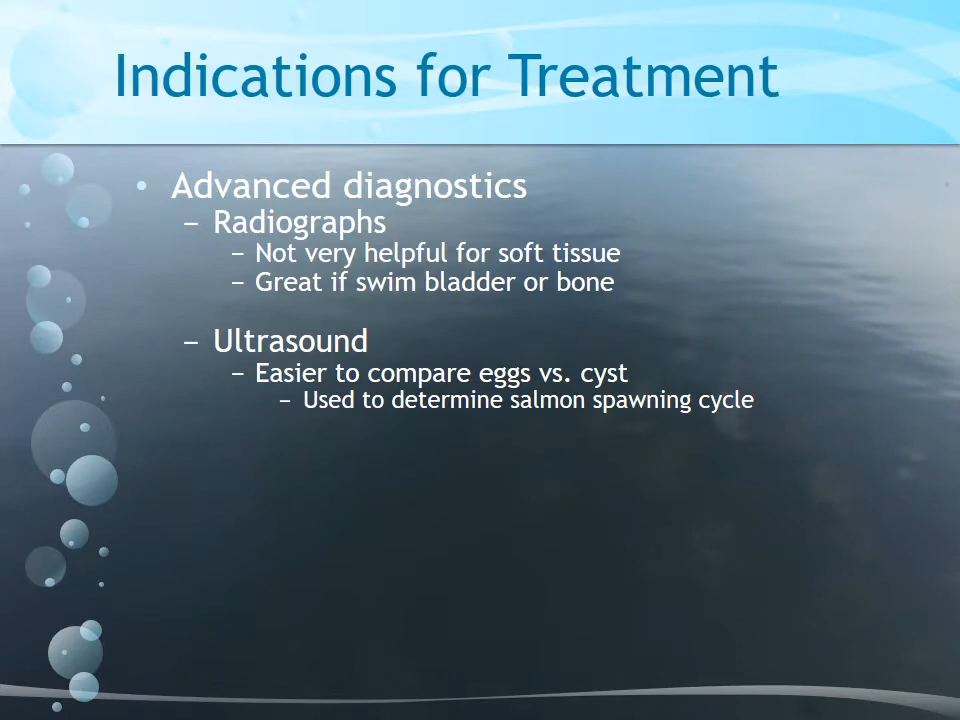 Indications for Treatment
• Advanced diagnostics
– Radiographs
– Not very helpful for soft tissue
– Great if swim bladder or bone
– Ultrasound
– Easier to compare eggs vs. cyst
– Used to determine salmon spawning cycle